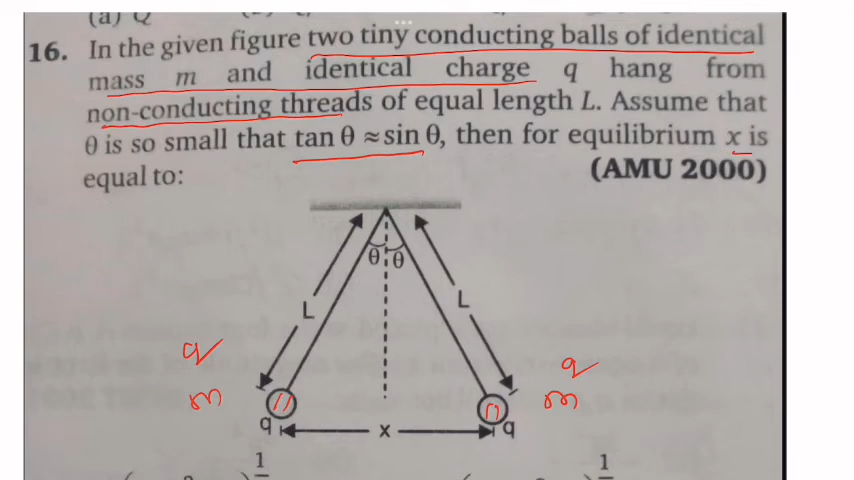 (a) Q
16. In the given figure two tiny conducting balls of identical
mass m and identical charge q hang from
non-conducting threads of equal length L. Assume that
θ is so small that tan θ ≈ sin θ, then for equilibrium x is
equal to: (AMU 2000)
θ θ
L L
q q
m m
q x q
1 1